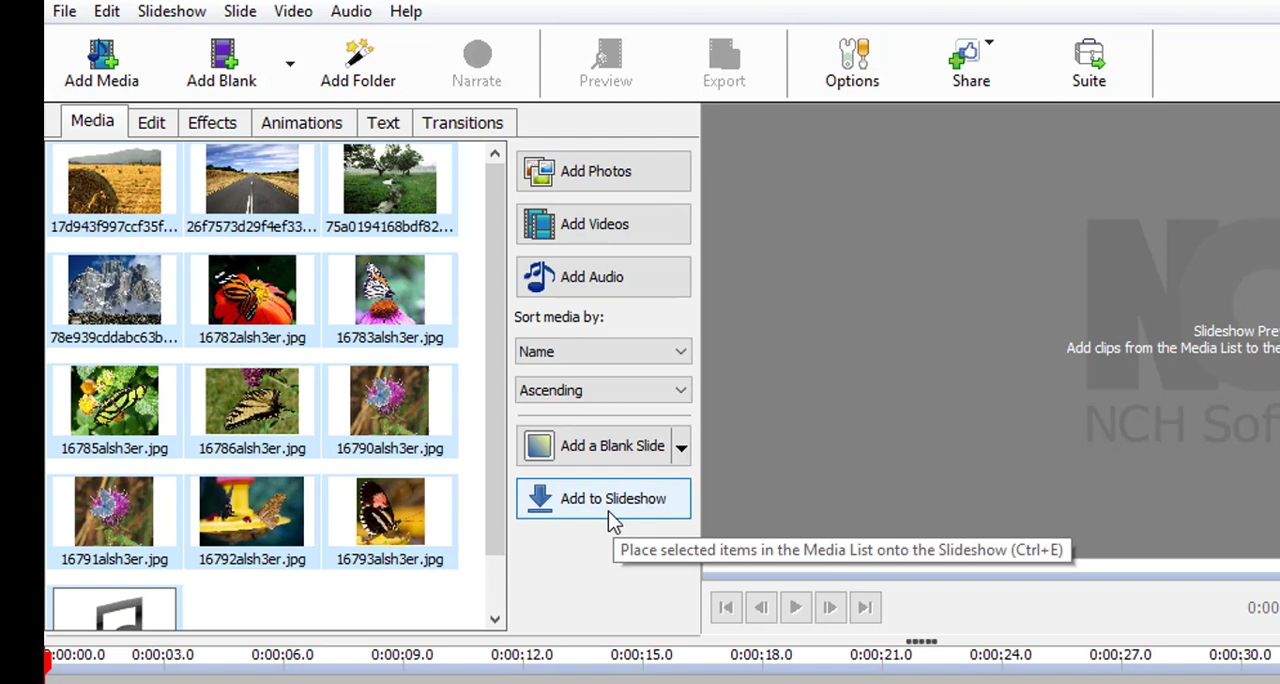 File Edit Slideshow Slide Video Audio Help
Add Media Add Blank Add Folder Narrate Preview Export Options Share Suite
Media Edit Effects Animations Text Transitions
17d943f997ccf35f... 26f7573d29f4ef33... 75a0194168bdf82...
78e939cddabc63b... 16782alsh3er.jpg 16783alsh3er.jpg
16785alsh3er.jpg 16786alsh3er.jpg 16790alsh3er.jpg
16791alsh3er.jpg 16792alsh3er.jpg 16793alsh3er.jpg
Add Photos
Add Videos
Add Audio
Sort media by:
Name
Ascending
Add a Blank Slide
Add to Slideshow
Place selected items in the Media List onto the Slideshow (Ctrl+E)
NC
Slideshow Pre
Add clips from the Media List to the
NCH Sof
0:00
:00:00.0 0:00:03.0 0:00:06.0 0:00:09.0 0:00:12.0 0:00:15.0 0:00:18.0 0:00:21.0 0:00:24.0 0:00:27.0 0:00:30.0